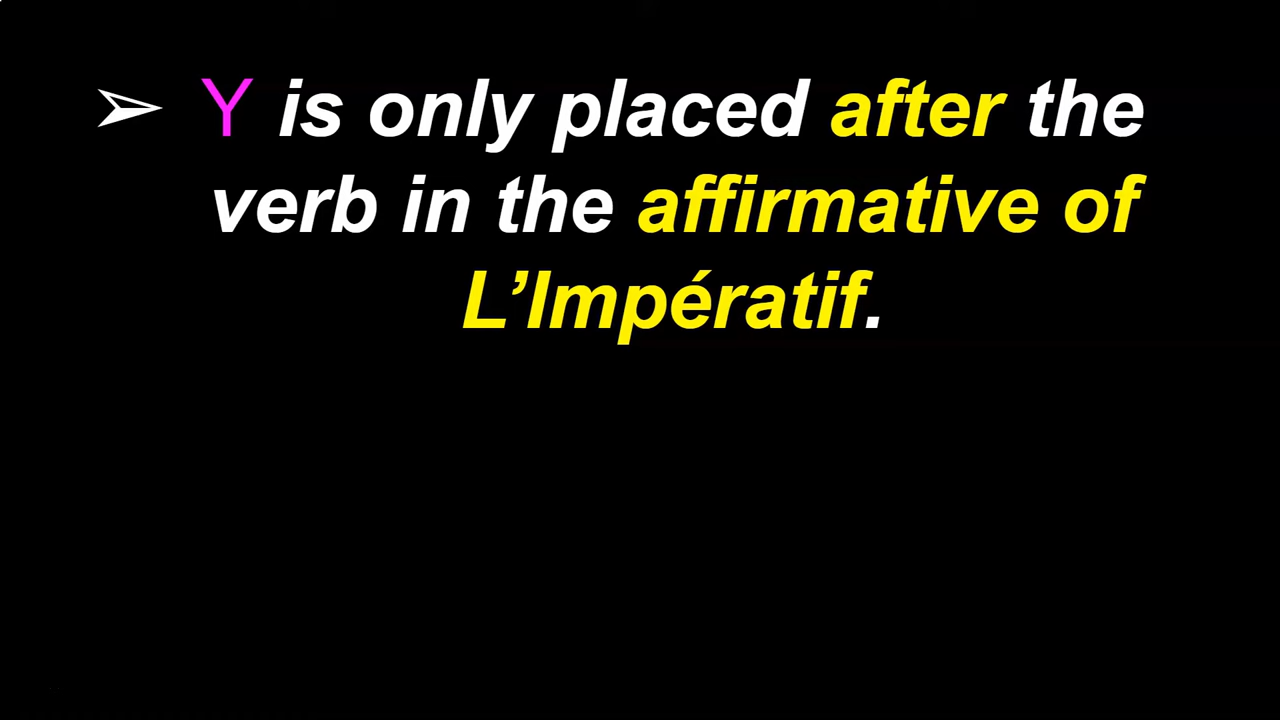 ➢ Y is only placed after the
verb in the affirmative of
L’Impératif.